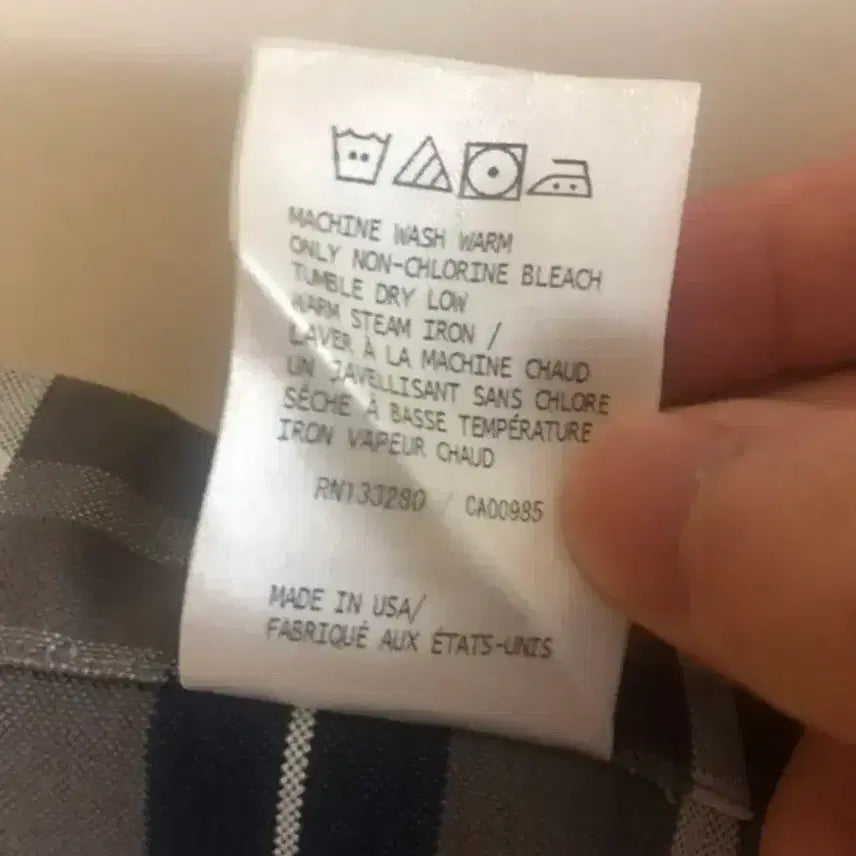 MACHINE WASH WARM
ONLY NON-CHLORINE BLEACH
TUMBLE DRY LOW
WARM STEAM IRON /
LAVER À LA MACHINE CHAUD
UN JAVELLISANT SANS CHLORE
SÉCHE À BASSE TEMPÉRATURE
IRON VAPEUR CHAUD
/ CA00985
MADE IN USA/
FABRIQUÉ AUX ÉTATS-UNIS